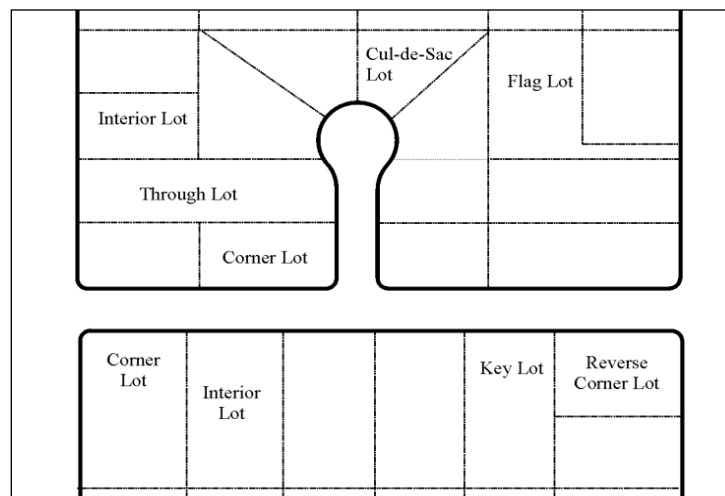 Cul-de-Sac
Lot
Flag Lot
Interior Lot
Through Lot
Corner Lot
Corner
Lot
Interior
Lot
Key Lot
Reverse
Corner Lot